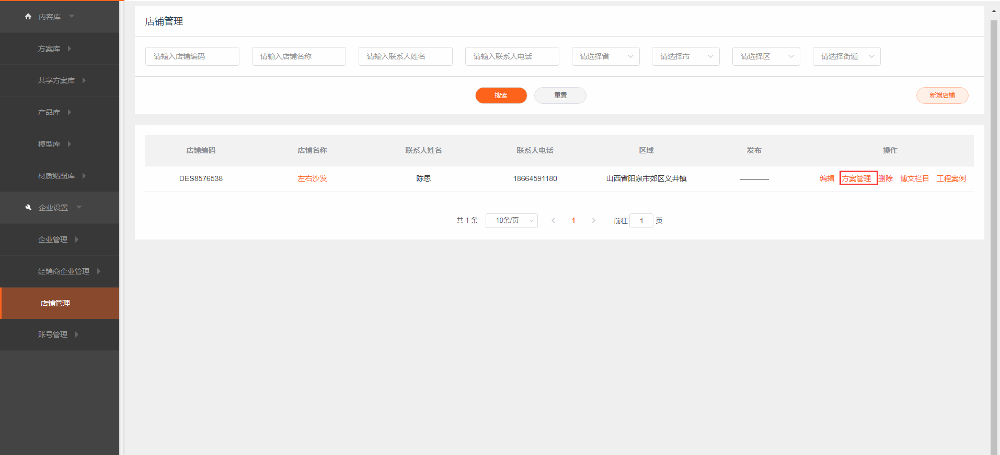 内容库
方案库
共享方案库
产品库
模型库
材质贴图库
企业设置
企业管理
经销商企业管理
店铺管理
账号管理
店铺管理
请输入店铺编码 请输入店铺名称 请输入联系人姓名 请输入联系人电话 请选择省 请选择市 请选择区 请选择街道
搜索 重置 新增店铺
店铺编码 店铺名称 联系人姓名 联系人电话 区域 发布 操作
DES8576538 左右沙发 陈思 18664591180 山西省阳泉市郊区义井镇 ———— 编辑 方案管理 删除 博文栏目 工程案例
共 1 条 10条/页 1 前往 1 页